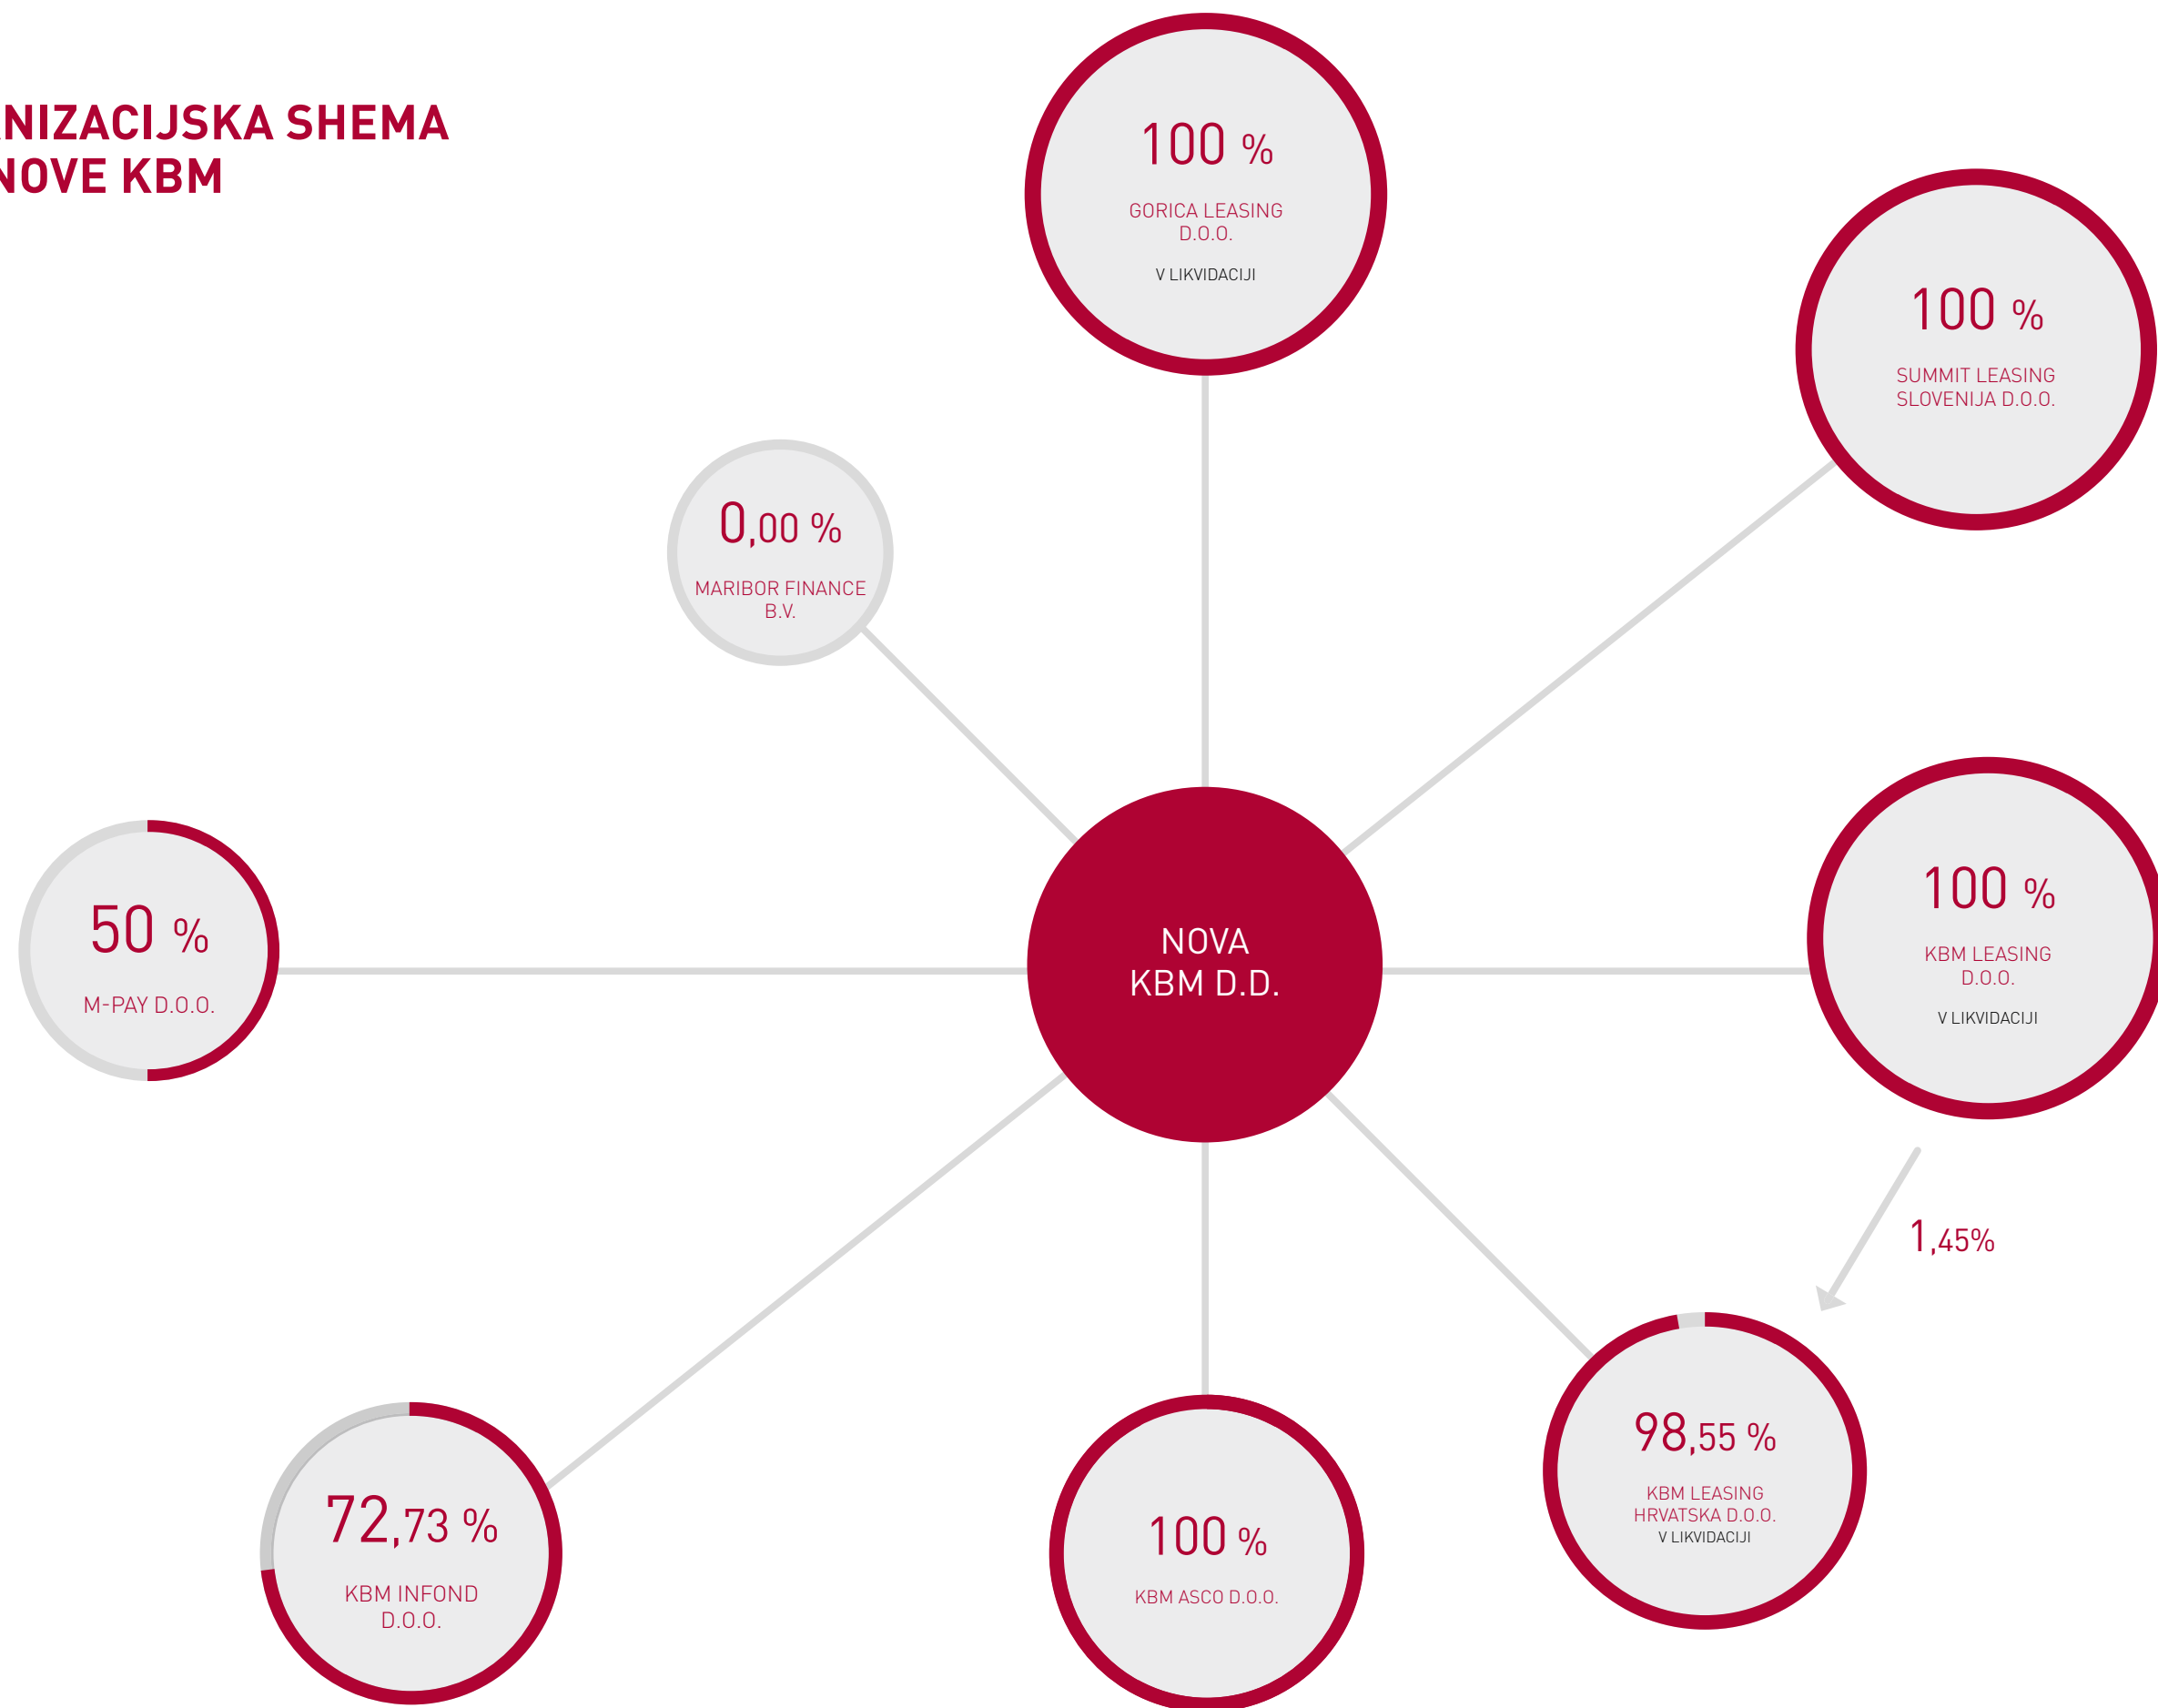 NIZACIJSKA SHEMA
NOVE KBM
100 %
GORICA LEASING
D.O.O.
V LIKVIDACIJI
100 %
SUMMIT LEASING
SLOVENIJA D.O.O.
0,00 %
MARIBOR FINANCE
B.V.
50 %
M-PAY D.O.O.
NOVA
KBM D.D.
100 %
KBM LEASING
D.O.O.
V LIKVIDACIJI
1,45%
72,73 %
KBM INFOND
D.O.O.
100 %
KBM ASCO D.O.O.
98,55 %
KBM LEASING
HRVATSKA D.O.O.
V LIKVIDACIJI